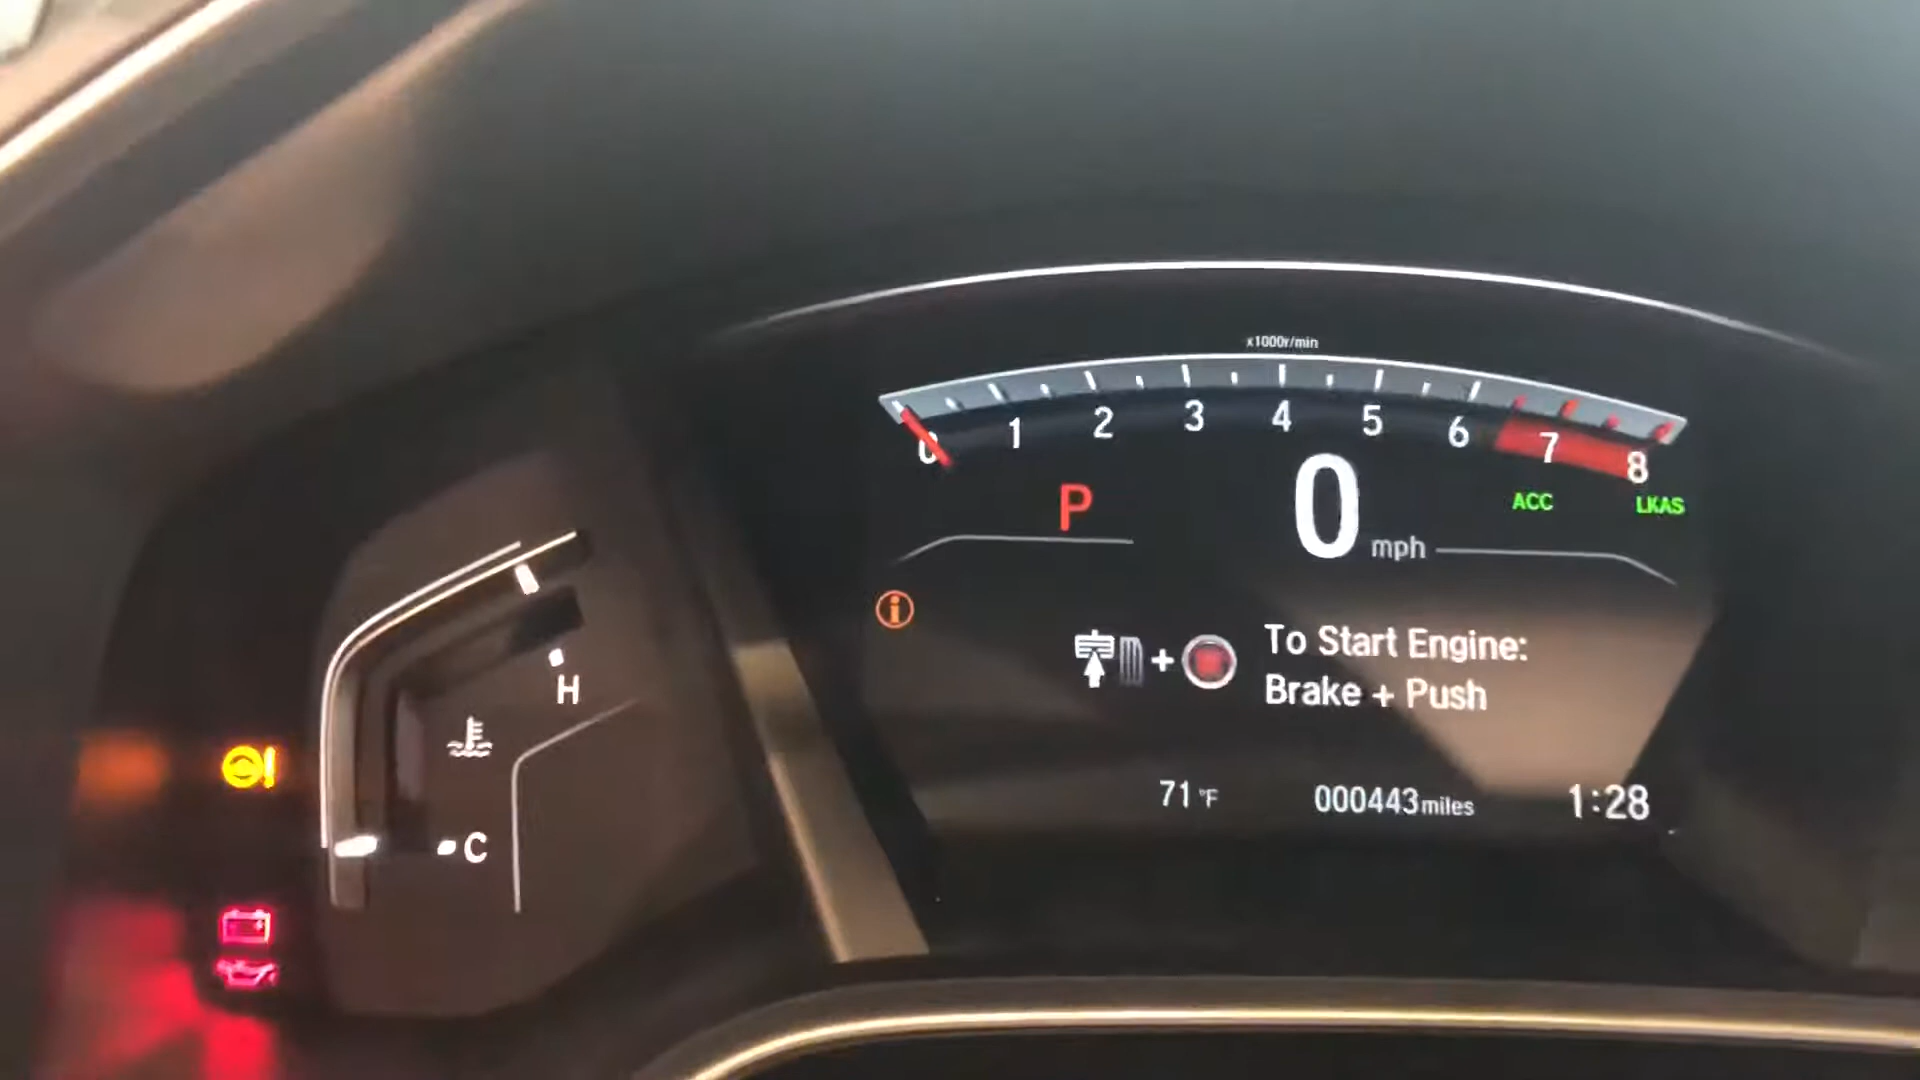 x1000r/min
0 1 2 3 4 5 6 7 8
P
0 mph
ACC
LKAS
i
+
To Start Engine:
Brake + Push
H
C
71 °F
000443 miles
1:28